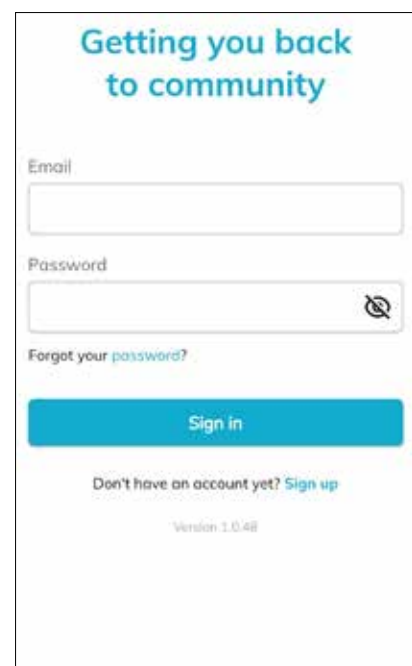 Getting you back
to community
Email
Password
Forgot your password?
Sign in
Don't have an account yet? Sign up
Version 1.0.48